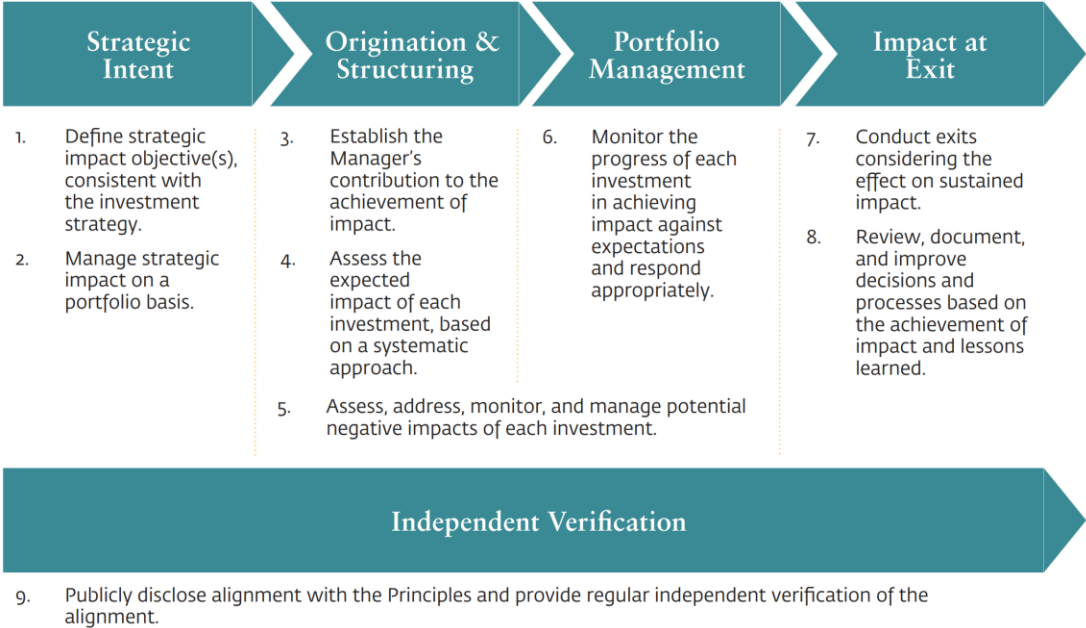 Strategic
Intent
Origination &
Structuring
Portfolio
Management
Impact at
Exit
1. Define strategic
impact objective(s),
consistent with
the investment
strategy.
2. Manage strategic
impact on a
portfolio basis.
3. Establish the
Manager’s
contribution to the
achievement of
impact.
4. Assess the
expected
impact of each
investment, based
on a systematic
approach.
6. Monitor the
progress of each
investment
in achieving
impact against
expectations
and respond
appropriately.
5. Assess, address, monitor, and manage potential
negative impacts of each investment.
7. Conduct exits
considering the
effect on sustained
impact.
8. Review, document,
and improve
decisions and
processes based on
the achievement of
impact and lessons
learned.
Independent Verification
9. Publicly disclose alignment with the Principles and provide regular independent verification of the
alignment.